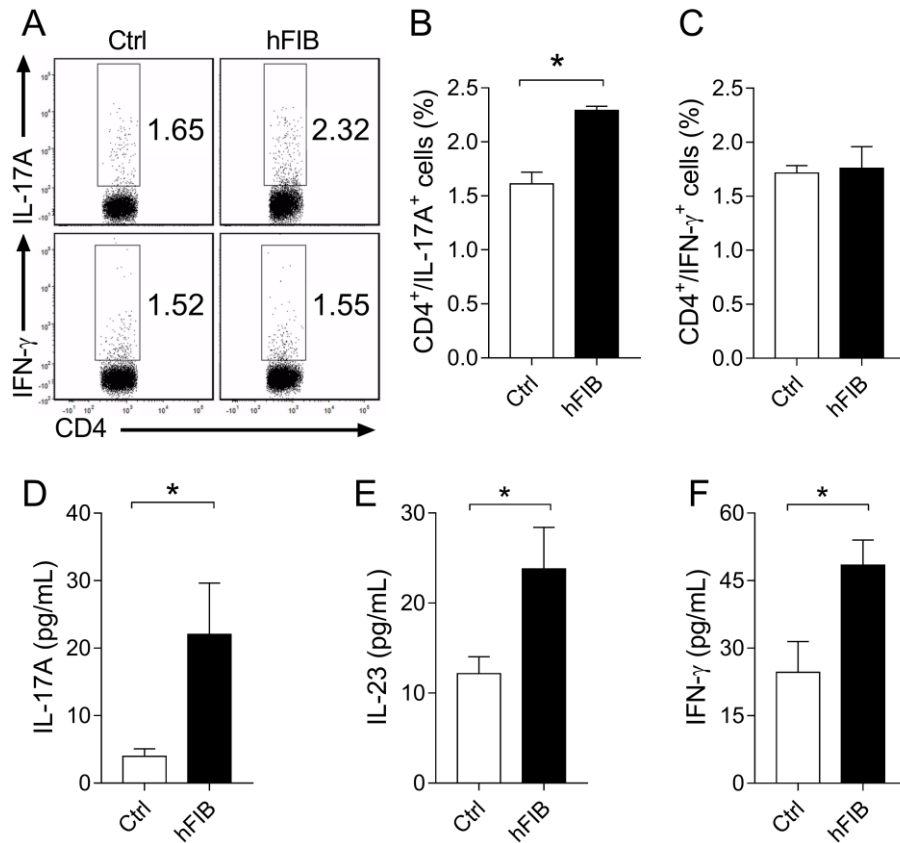 A
Ctrl
hFIB
IL-17A
1.65
2.32
IFN-γ
1.52
1.55
CD4
B
*
CD4⁺/IL-17A⁺ cells (%)
2.5
2.0
1.5
1.0
0.5
0.0
Ctrl
hFIB
C
CD4⁺/IFN-γ⁺ cells (%)
2.5
2.0
1.5
1.0
0.5
0.0
Ctrl
hFIB
D
*
IL-17A (pg/mL)
40
30
20
10
0
Ctrl
hFIB
E
*
IL-23 (pg/mL)
30
20
10
0
Ctrl
hFIB
F
*
IFN-γ (pg/mL)
60
45
30
15
0
Ctrl
hFIB